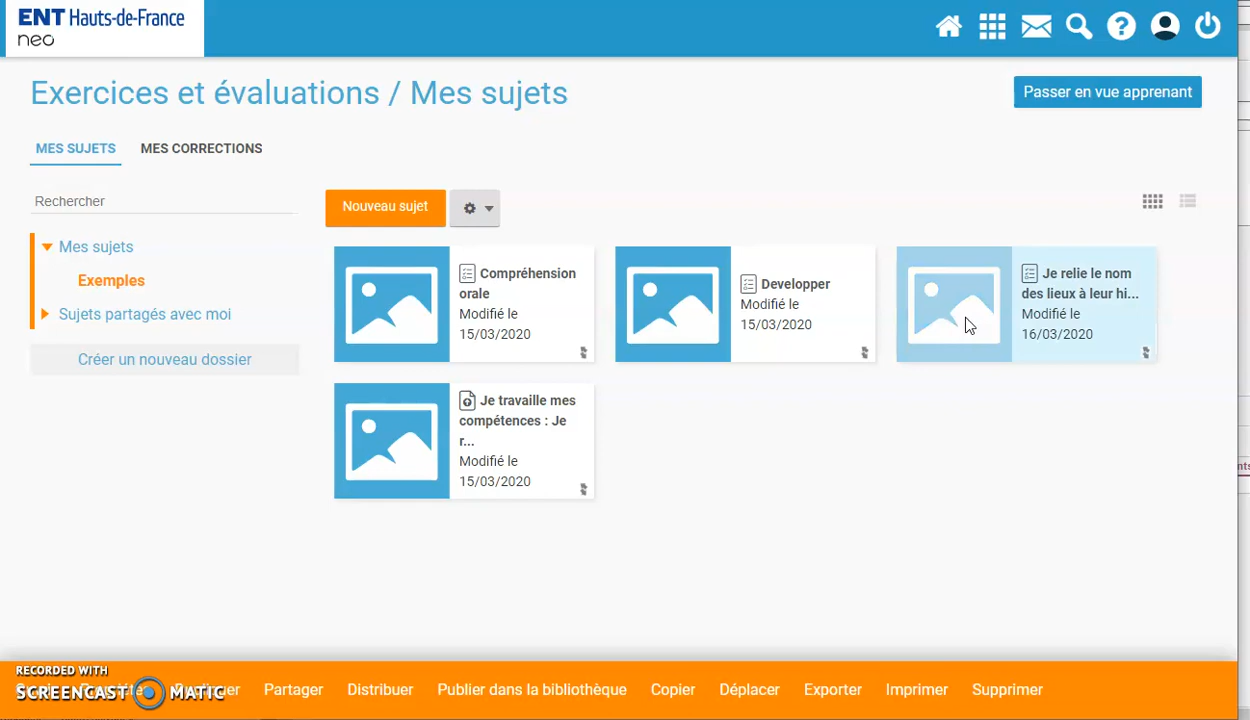 ENT Hauts-de-France
neo
Exercices et évaluations / Mes sujets
Passer en vue apprenant
MES SUJETS
MES CORRECTIONS
Rechercher
Nouveau sujet
Mes sujets
Exemples
Sujets partagés avec moi
Créer un nouveau dossier
Compréhension
orale
Modifié le
15/03/2020
Developper
Modifié le
15/03/2020
Je relie le nom
des lieux à leur hi...
Modifié le
16/03/2020
Je travaille mes
compétences : Je
r...
Modifié le
15/03/2020
RECORDED WITH
SCREENCAST MATIC
Partager
Distribuer
Publier dans la bibliothèque
Copier
Déplacer
Exporter
Imprimer
Supprimer